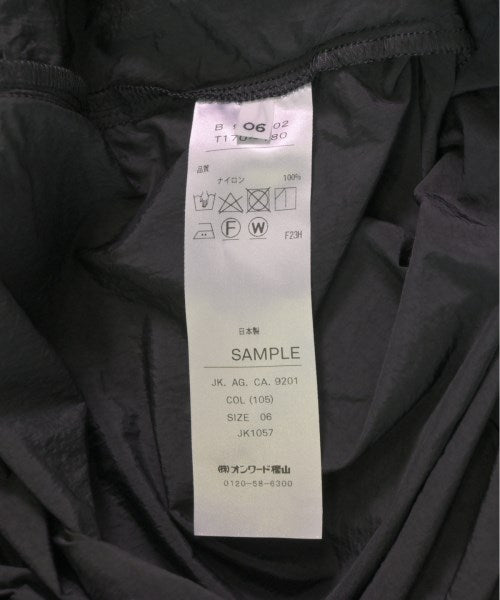 06 02
品質
ナイロン 100%
F W F23H
日本製
SAMPLE
JK. AG. CA. 9201
COL (105)
SIZE 06
JK1057
(株)オンワード樫山
0120-58-6300